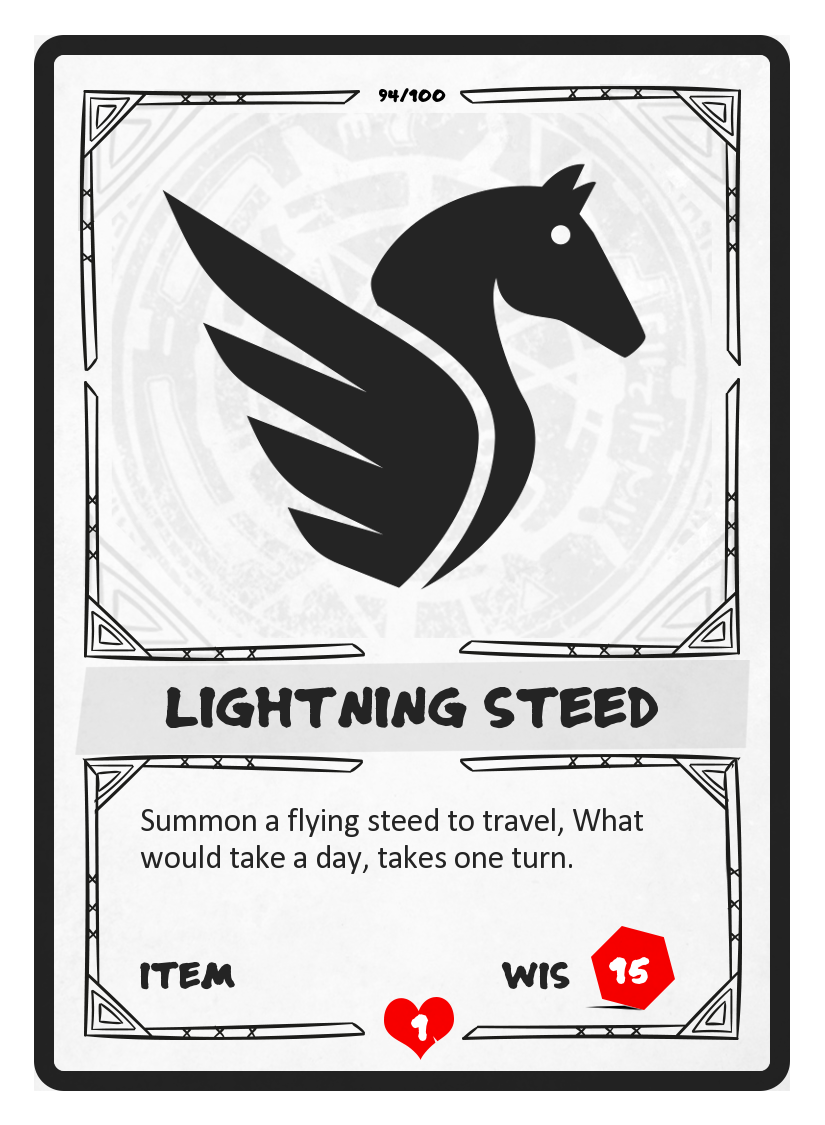 94/100
LIGHTNING STEED
Summon a flying steed to travel, What
would take a day, takes one turn.
ITEM
WIS 15
1